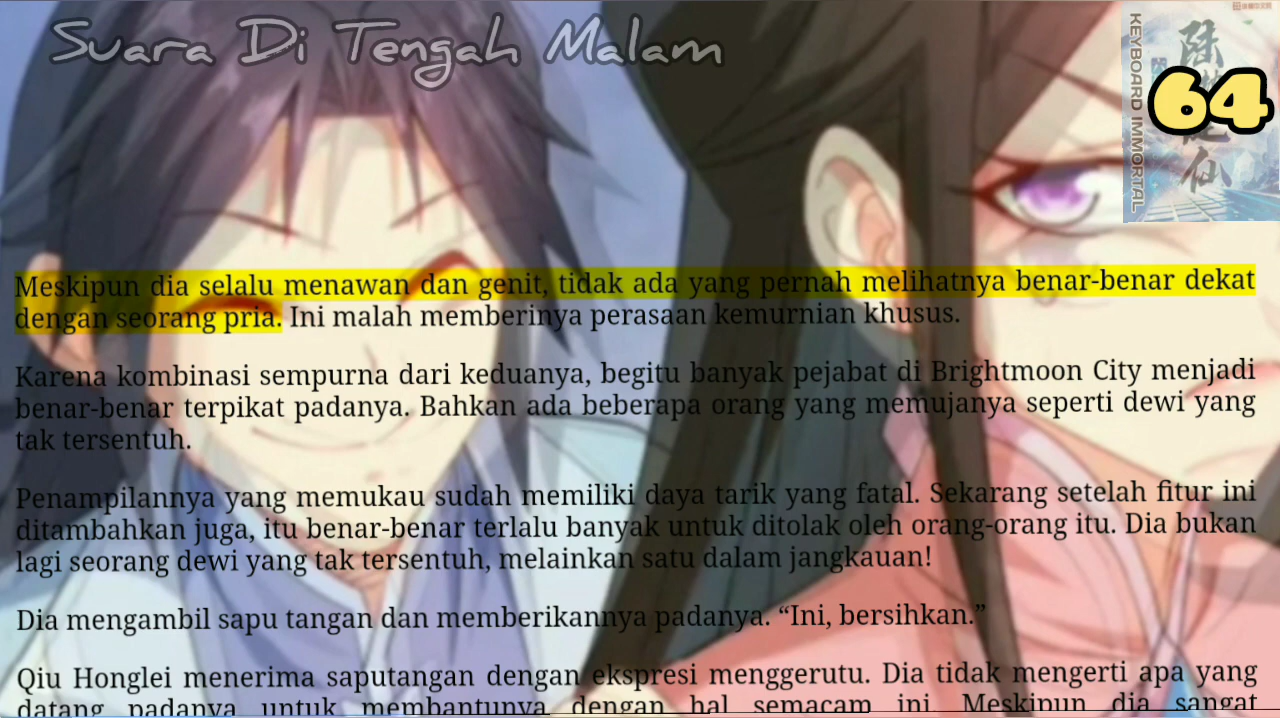 Suara Di Tengah Malam
KEYBOARD IMMORTAL
64
Meskipun dia selalu menawan dan genit, tidak ada yang pernah melihatnya benar-benar dekat
dengan seorang pria. Ini malah memberinya perasaan kemurnian khusus.
Karena kombinasi sempurna dari keduanya, begitu banyak pejabat di Brightmoon City menjadi
benar-benar terpikat padanya. Bahkan ada beberapa orang yang memujanya seperti dewi yang
tak tersentuh.
Penampilannya yang memukau sudah memiliki daya tarik yang fatal. Sekarang setelah fitur ini
ditambahkan juga, itu benar-benar terlalu banyak untuk ditolak oleh orang-orang itu. Dia bukan
lagi seorang dewi yang tak tersentuh, melainkan satu dalam jangkauan!
Dia mengambil sapu tangan dan memberikannya padanya. “Ini, bersihkan.”
Qiu Honglei menerima saputangan dengan ekspresi menggerutu. Dia tidak mengerti apa yang
datang padanya untuk membantunya dengan hal semacam ini. Meskipun dia sangat